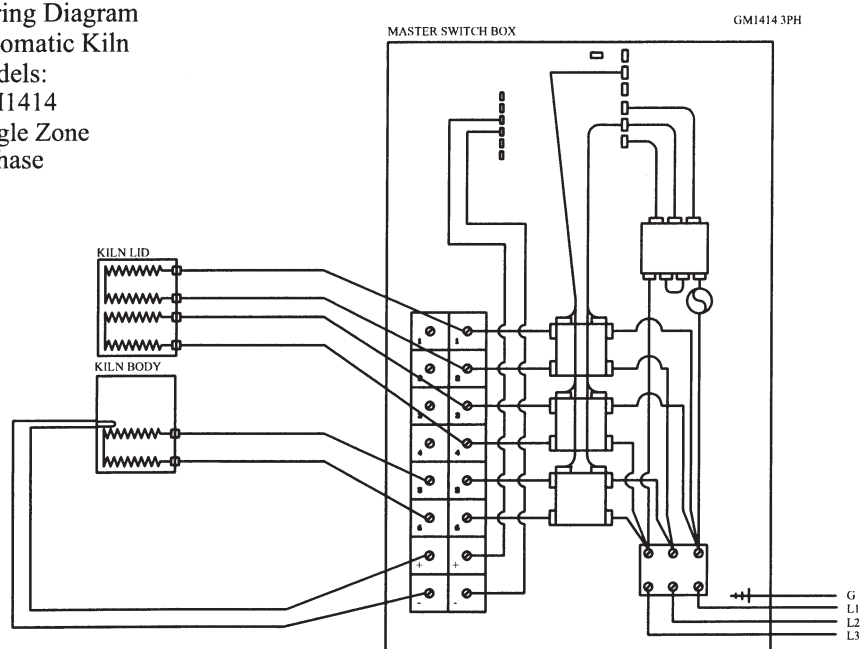 ring Diagram
omatic Kiln
dels:
1414
gle Zone
hase
MASTER SWITCH BOX
GM1414 3PH
KILN LID
KILN BODY
1 1
2 2
3 3
4 4
5 5
6 6
+ +
- -
G
L1
L2
L3